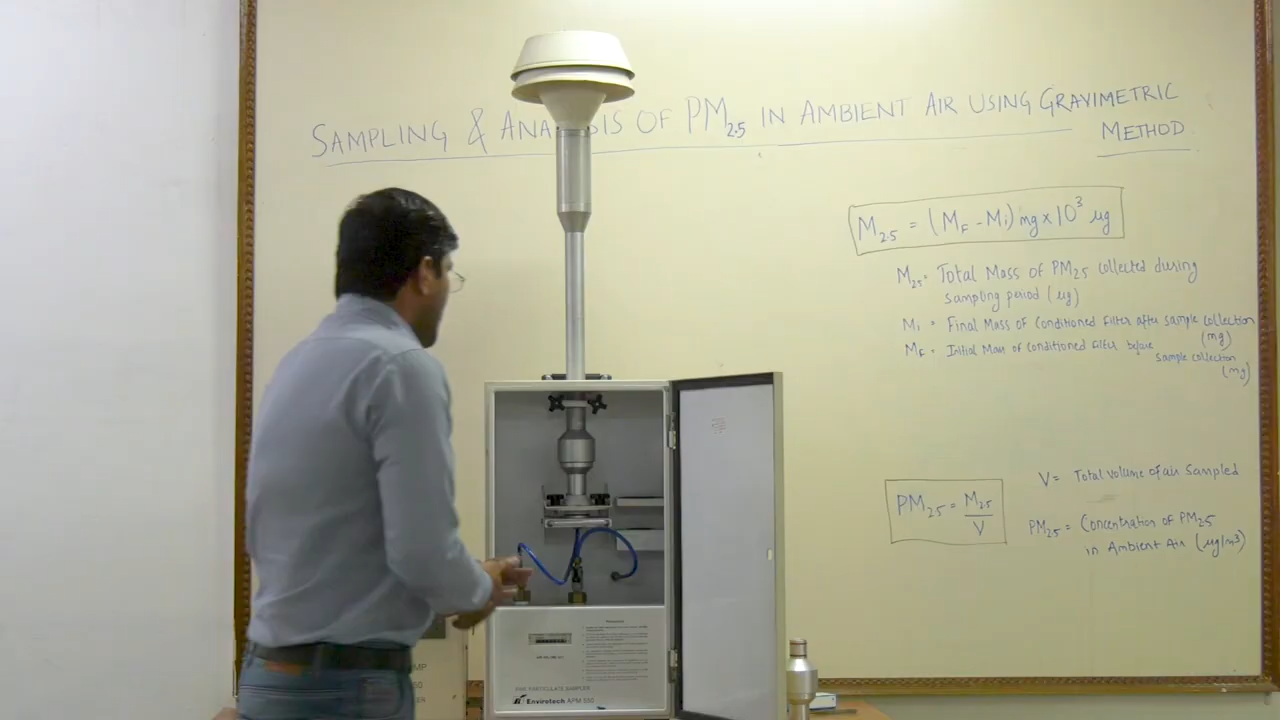 SAMPLING & ANA SIS OF PM2.5 IN AMBIENT AIR USING GRAVIMETRIC
METHOD
M2.5 = (MF - Mi) mg x 10³ µg
M2.5 = Total Mass of PM2.5 collected during
sampling period (µg)
Mi = Final Mass of Conditioned Filter after sample collection
(mg)
MF = Initial Mass of Conditioned Filter before
sample collection
(mg)
V = Total Volume of air Sampled
PM2.5 = M2.5
V
PM2.5 = Concentration of PM2.5
in Ambient Air (µg/m³)
FINE PARTICULATE SAMPLER
Envirotech APM 550